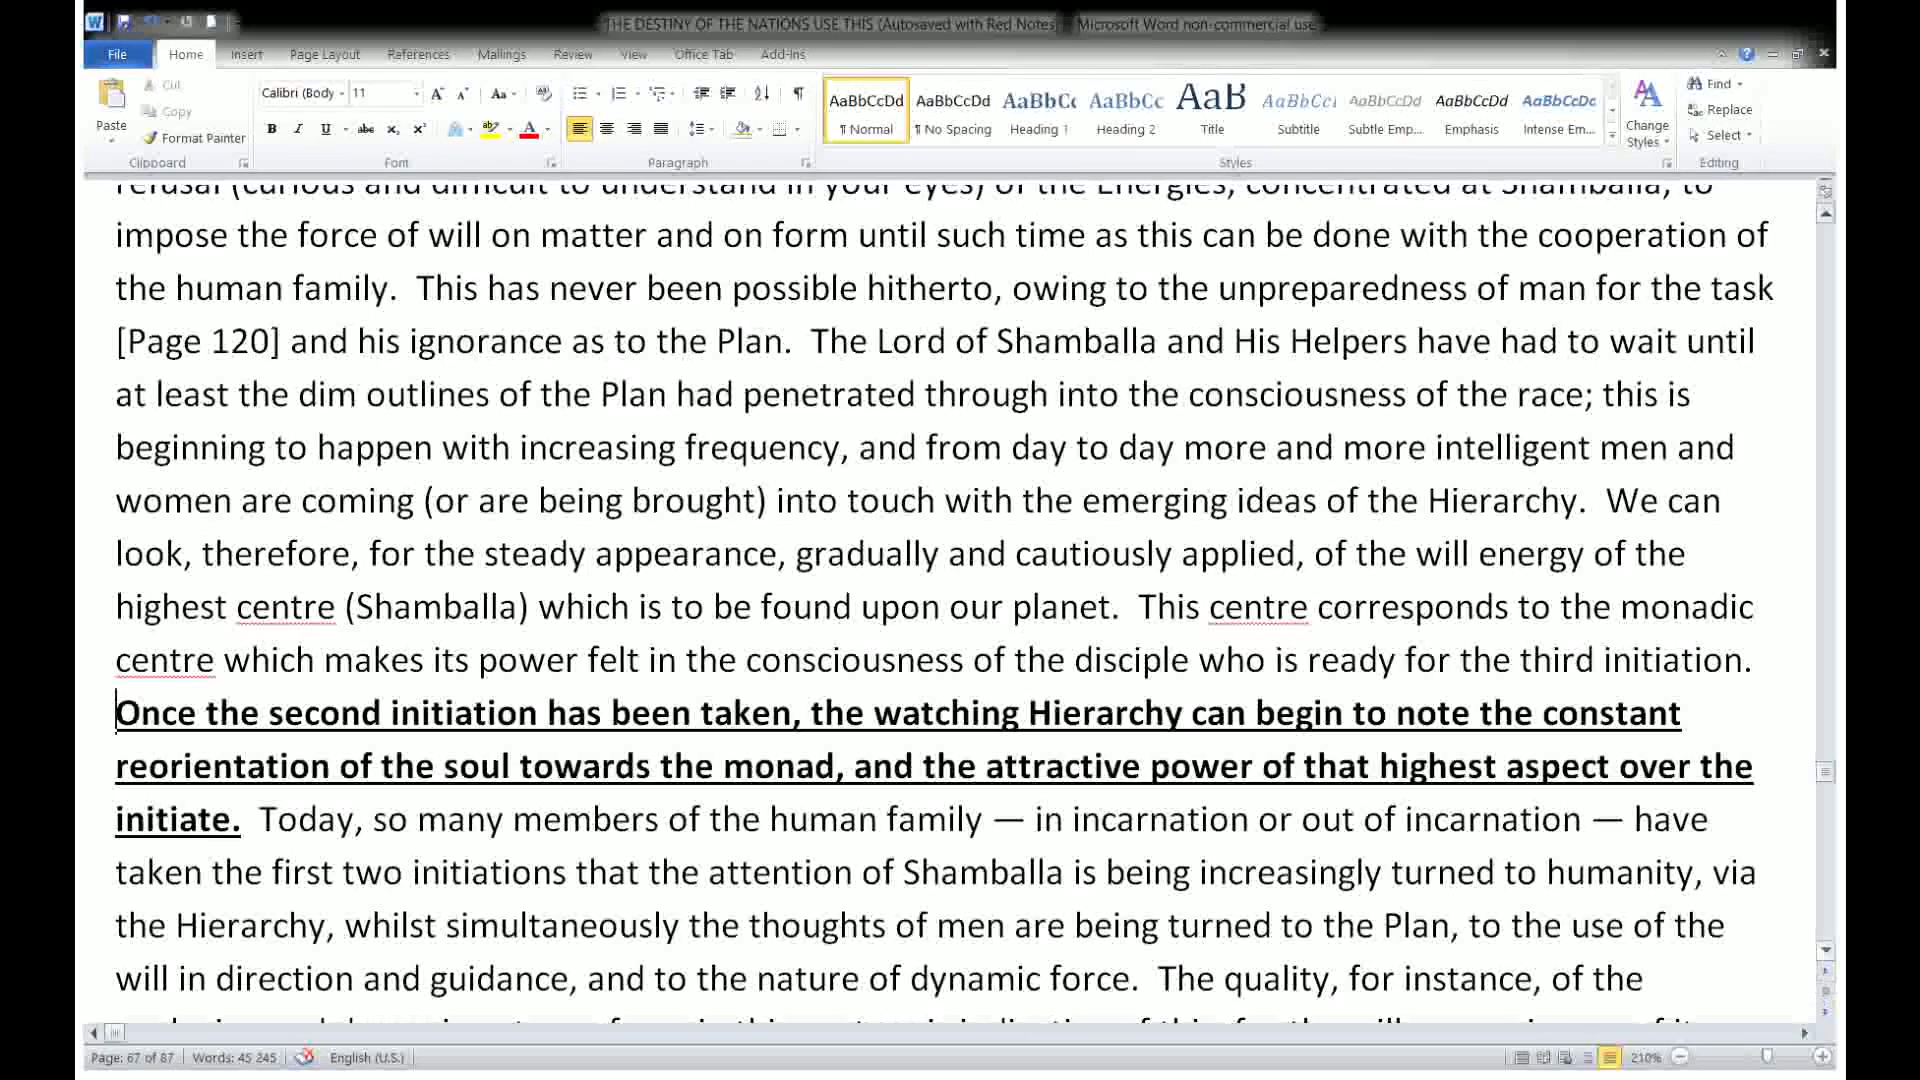 THE DESTINY OF THE NATIONS USE THIS (Autosaved with Red Notes) - Microsoft Word non-commercial use
File Home Insert Page Layout References Mailings Review View Office Tab Add-Ins
Cut
Copy
Format Painter
Paste
Clipboard
Calibri (Body 11
Font
Paragraph
AaBbCcDd AaBbCcDd AaBbCc AaBbCc AaB AaBbCcI AaBbCcDd AaBbCcDd AaBbCcDc
¶ Normal ¶ No Spacing Heading 1 Heading 2 Title Subtitle Subtle Emp... Emphasis Intense Em...
Styles
Change Styles
Find
Replace
Select
Editing
refusal (curious and difficult to understand in your eyes) of the Energies, concentrated at Shamballa, to
impose the force of will on matter and on form until such time as this can be done with the cooperation of
the human family.  This has never been possible hitherto, owing to the unpreparedness of man for the task
[Page 120] and his ignorance as to the Plan.  The Lord of Shamballa and His Helpers have had to wait until
at least the dim outlines of the Plan had penetrated through into the consciousness of the race; this is
beginning to happen with increasing frequency, and from day to day more and more intelligent men and
women are coming (or are being brought) into touch with the emerging ideas of the Hierarchy.  We can
look, therefore, for the steady appearance, gradually and cautiously applied, of the will energy of the
highest centre (Shamballa) which is to be found upon our planet.  This centre corresponds to the monadic
centre which makes its power felt in the consciousness of the disciple who is ready for the third initiation.
Once the second initiation has been taken, the watching Hierarchy can begin to note the constant
reorientation of the soul towards the monad, and the attractive power of that highest aspect over the
initiate.  Today, so many members of the human family — in incarnation or out of incarnation — have
taken the first two initiations that the attention of Shamballa is being increasingly turned to humanity, via
the Hierarchy, whilst simultaneously the thoughts of men are being turned to the Plan, to the use of the
will in direction and guidance, and to the nature of dynamic force.  The quality, for instance, of the
Page: 67 of 87 Words: 45 245 English (U.S.) 210%